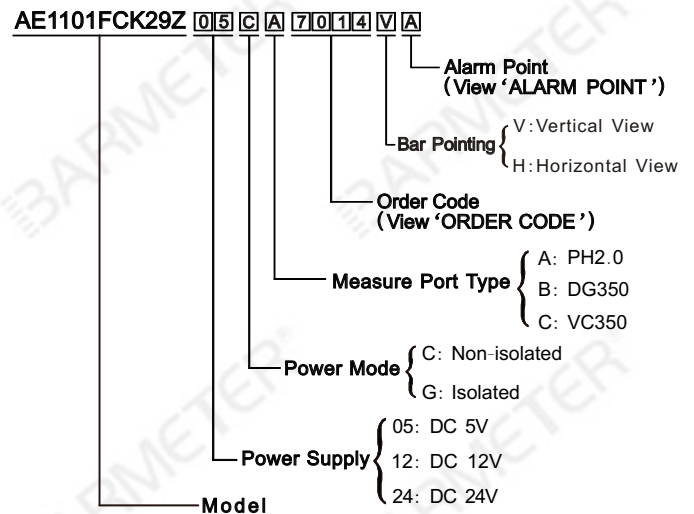 AE1101FCK29Z 05 C A 7014 V A
Alarm Point
(View ‘ALARM POINT’)
Bar Pointing
V:Vertical View
H:Horizontal View
Order Code
(View ‘ORDER CODE’)
Measure Port Type
A: PH2.0
B: DG350
C: VC350
Power Mode
C: Non-isolated
G: Isolated
Power Supply
05: DC 5V
12: DC 12V
24: DC 24V
Model
BARMETER